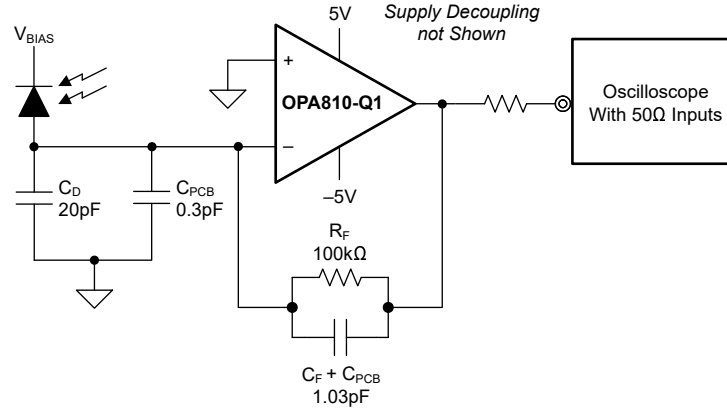 5V
Supply Decoupling
not Shown
V_BIAS
+
OPA810-Q1
Oscilloscope
With 50Ω Inputs
–
–5V
C_D
20pF
C_PCB
0.3pF
R_F
100kΩ
C_F + C_PCB
1.03pF